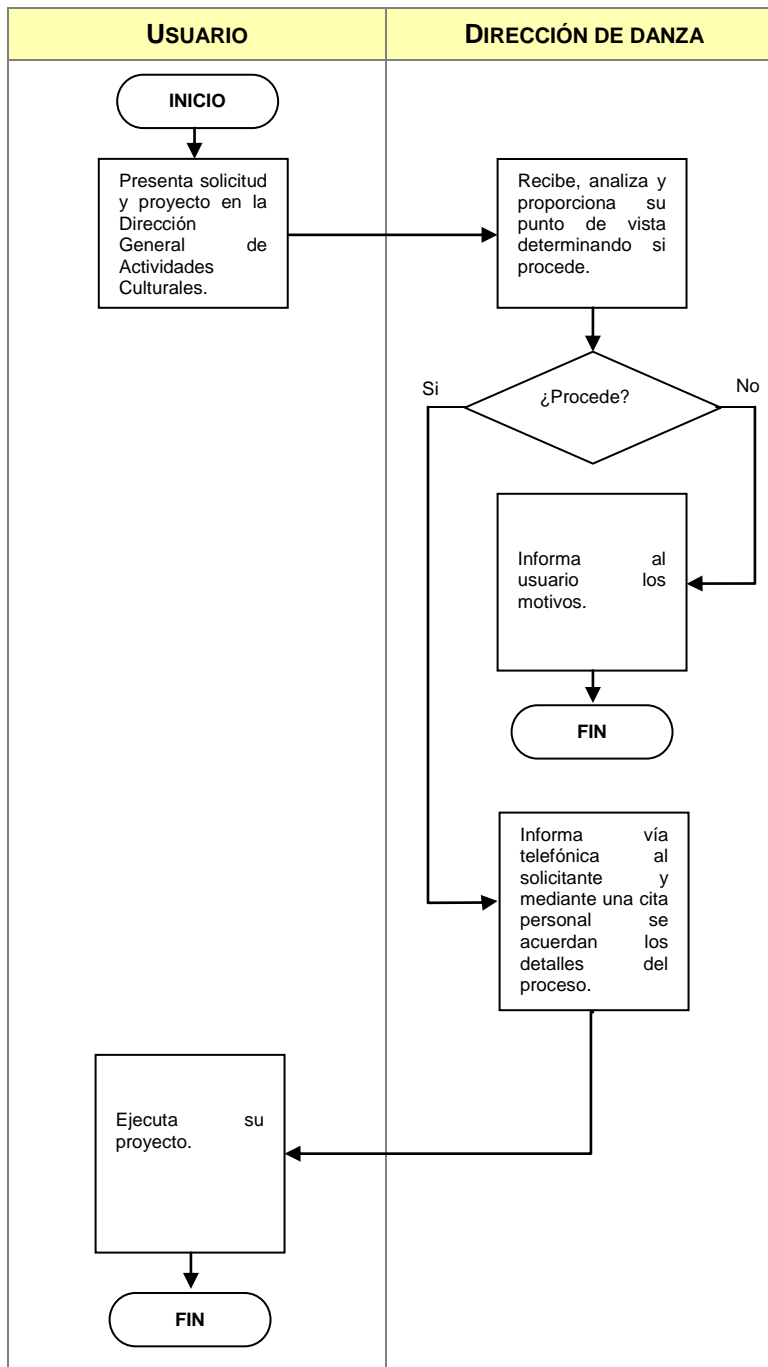 USUARIO
DIRECCIÓN DE DANZA
INICIO
Presenta solicitud
y proyecto en la
Dirección
General de
Actividades
Culturales.
Recibe, analiza y
proporciona su
punto de vista
determinando si
procede.
¿Procede?
Si
No
Informa al
usuario los
motivos.
FIN
Informa vía
telefónica al
solicitante y
mediante una cita
personal se
acuerdan los
detalles del
proceso.
Ejecuta su
proyecto.
FIN